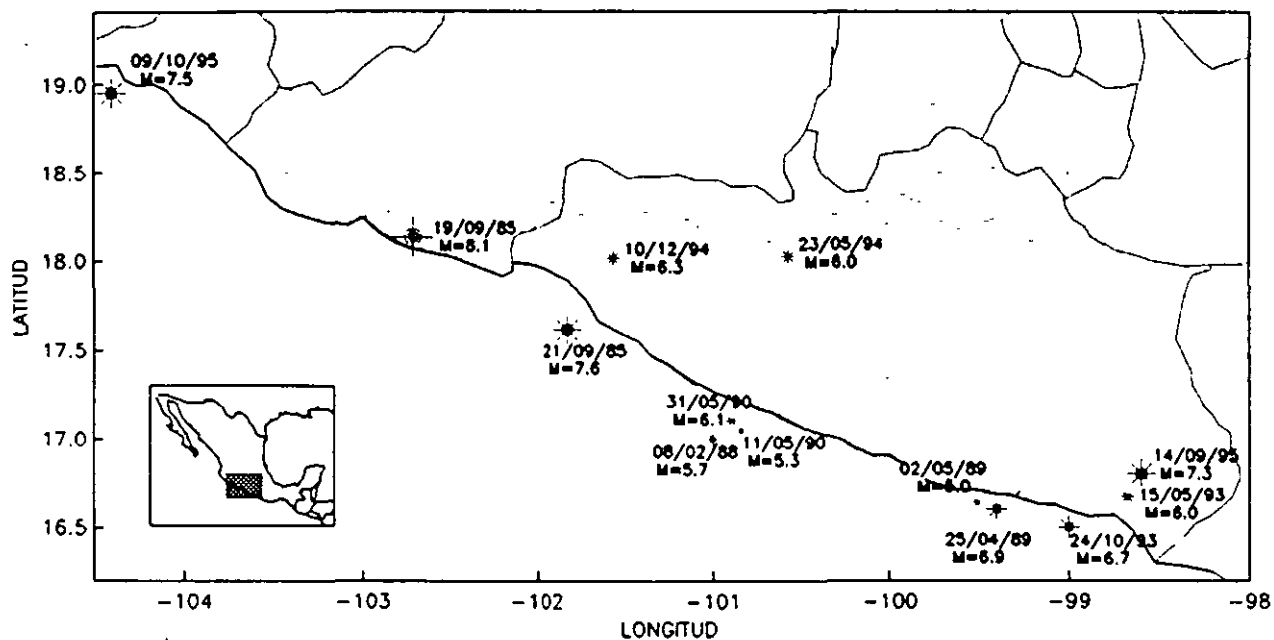 09/10/95
M=7.5
19/09/85
M=8.1
10/12/94
M=6.3
23/05/94
M=6.0
21/09/85
M=7.6
31/05/90
M=6.1
08/02/88
M=5.7
11/05/90
M=5.3
02/05/89
M=5.0
25/04/89
M=6.9
14/09/95
M=7.3
15/05/93
M=6.0
24/10/93
M=6.7
LATITUD
19.0
18.5
18.0
17.5
17.0
16.5
-104
-103
-102
-101
-100
-99
-98
LONGITUD